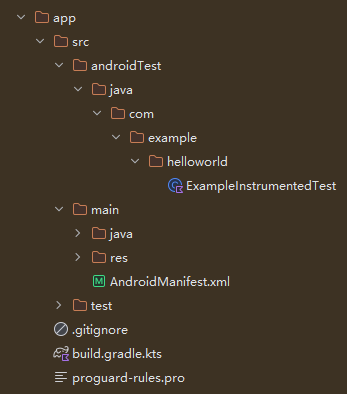 app
src
androidTest
java
com
example
helloworld
ExampleInstrumentedTest
main
java
res
AndroidManifest.xml
test
.gitignore
build.gradle.kts
proguard-rules.pro